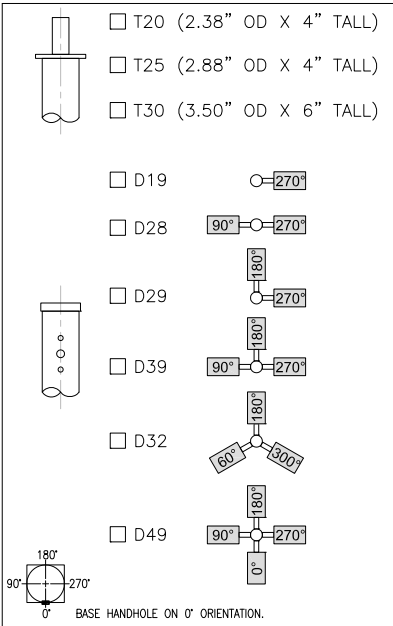 T20 (2.38” OD X 4” TALL)
T25 (2.88” OD X 4” TALL)
T30 (3.50” OD X 6” TALL)
D19
270°
D28
90°
270°
D29
180°
270°
D39
180°
90°
270°
D32
180°
60°
300°
D49
180°
90°
270°
0°
180°
90°
270°
0°
BASE HANDHOLE ON 0° ORIENTATION.